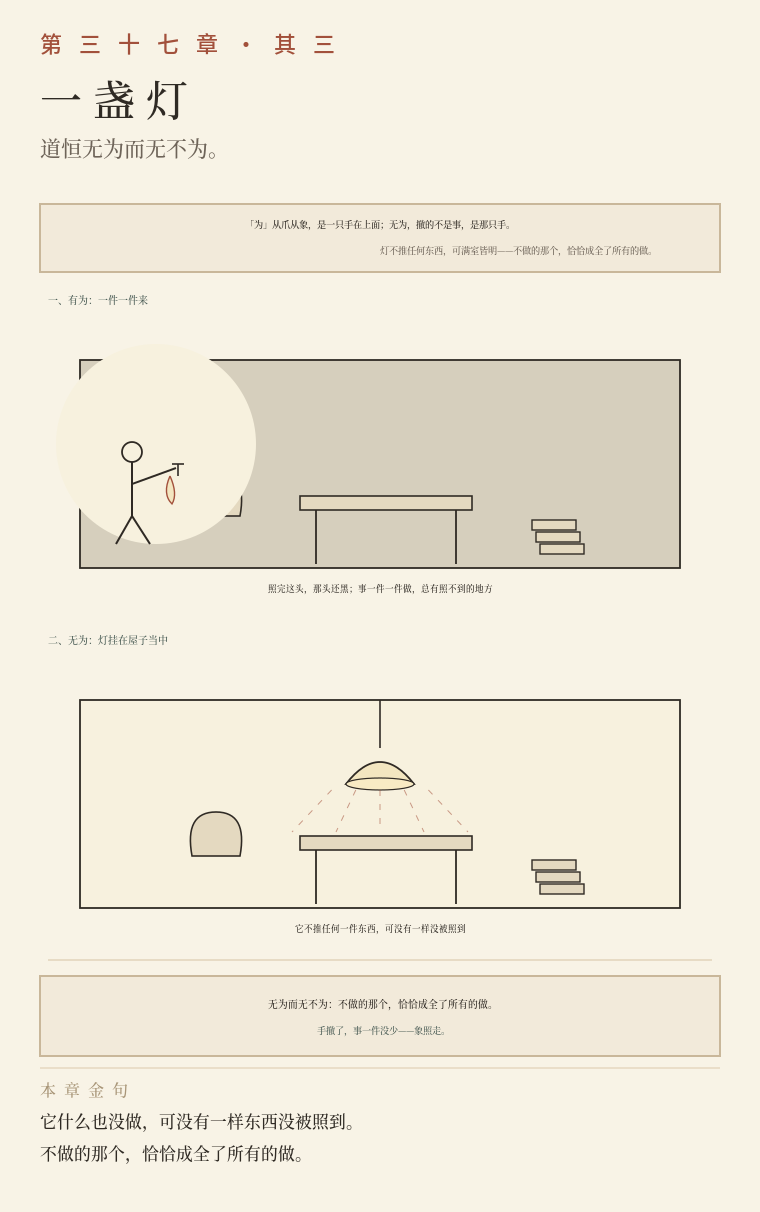 第三十七章·其三
一盏灯
道恒无为而无不为。
「为」从爪从象，是一只手在上面；无为，撤的不是事，是那只手。
灯不推任何东西，可满室皆明——不做的那个，恰恰成全了所有的做。
一、有为：一件一件来
照完这头，那头还黑；事一件一件做，总有照不到的地方
二、无为：灯挂在屋子当中
它不推任何一件东西，可没有一样没被照到
无为而无不为：不做的那个，恰恰成全了所有的做。
手撤了，事一件没少——象照走。
本章金句
它什么也没做，可没有一样东西没被照到。
不做的那个，恰恰成全了所有的做。